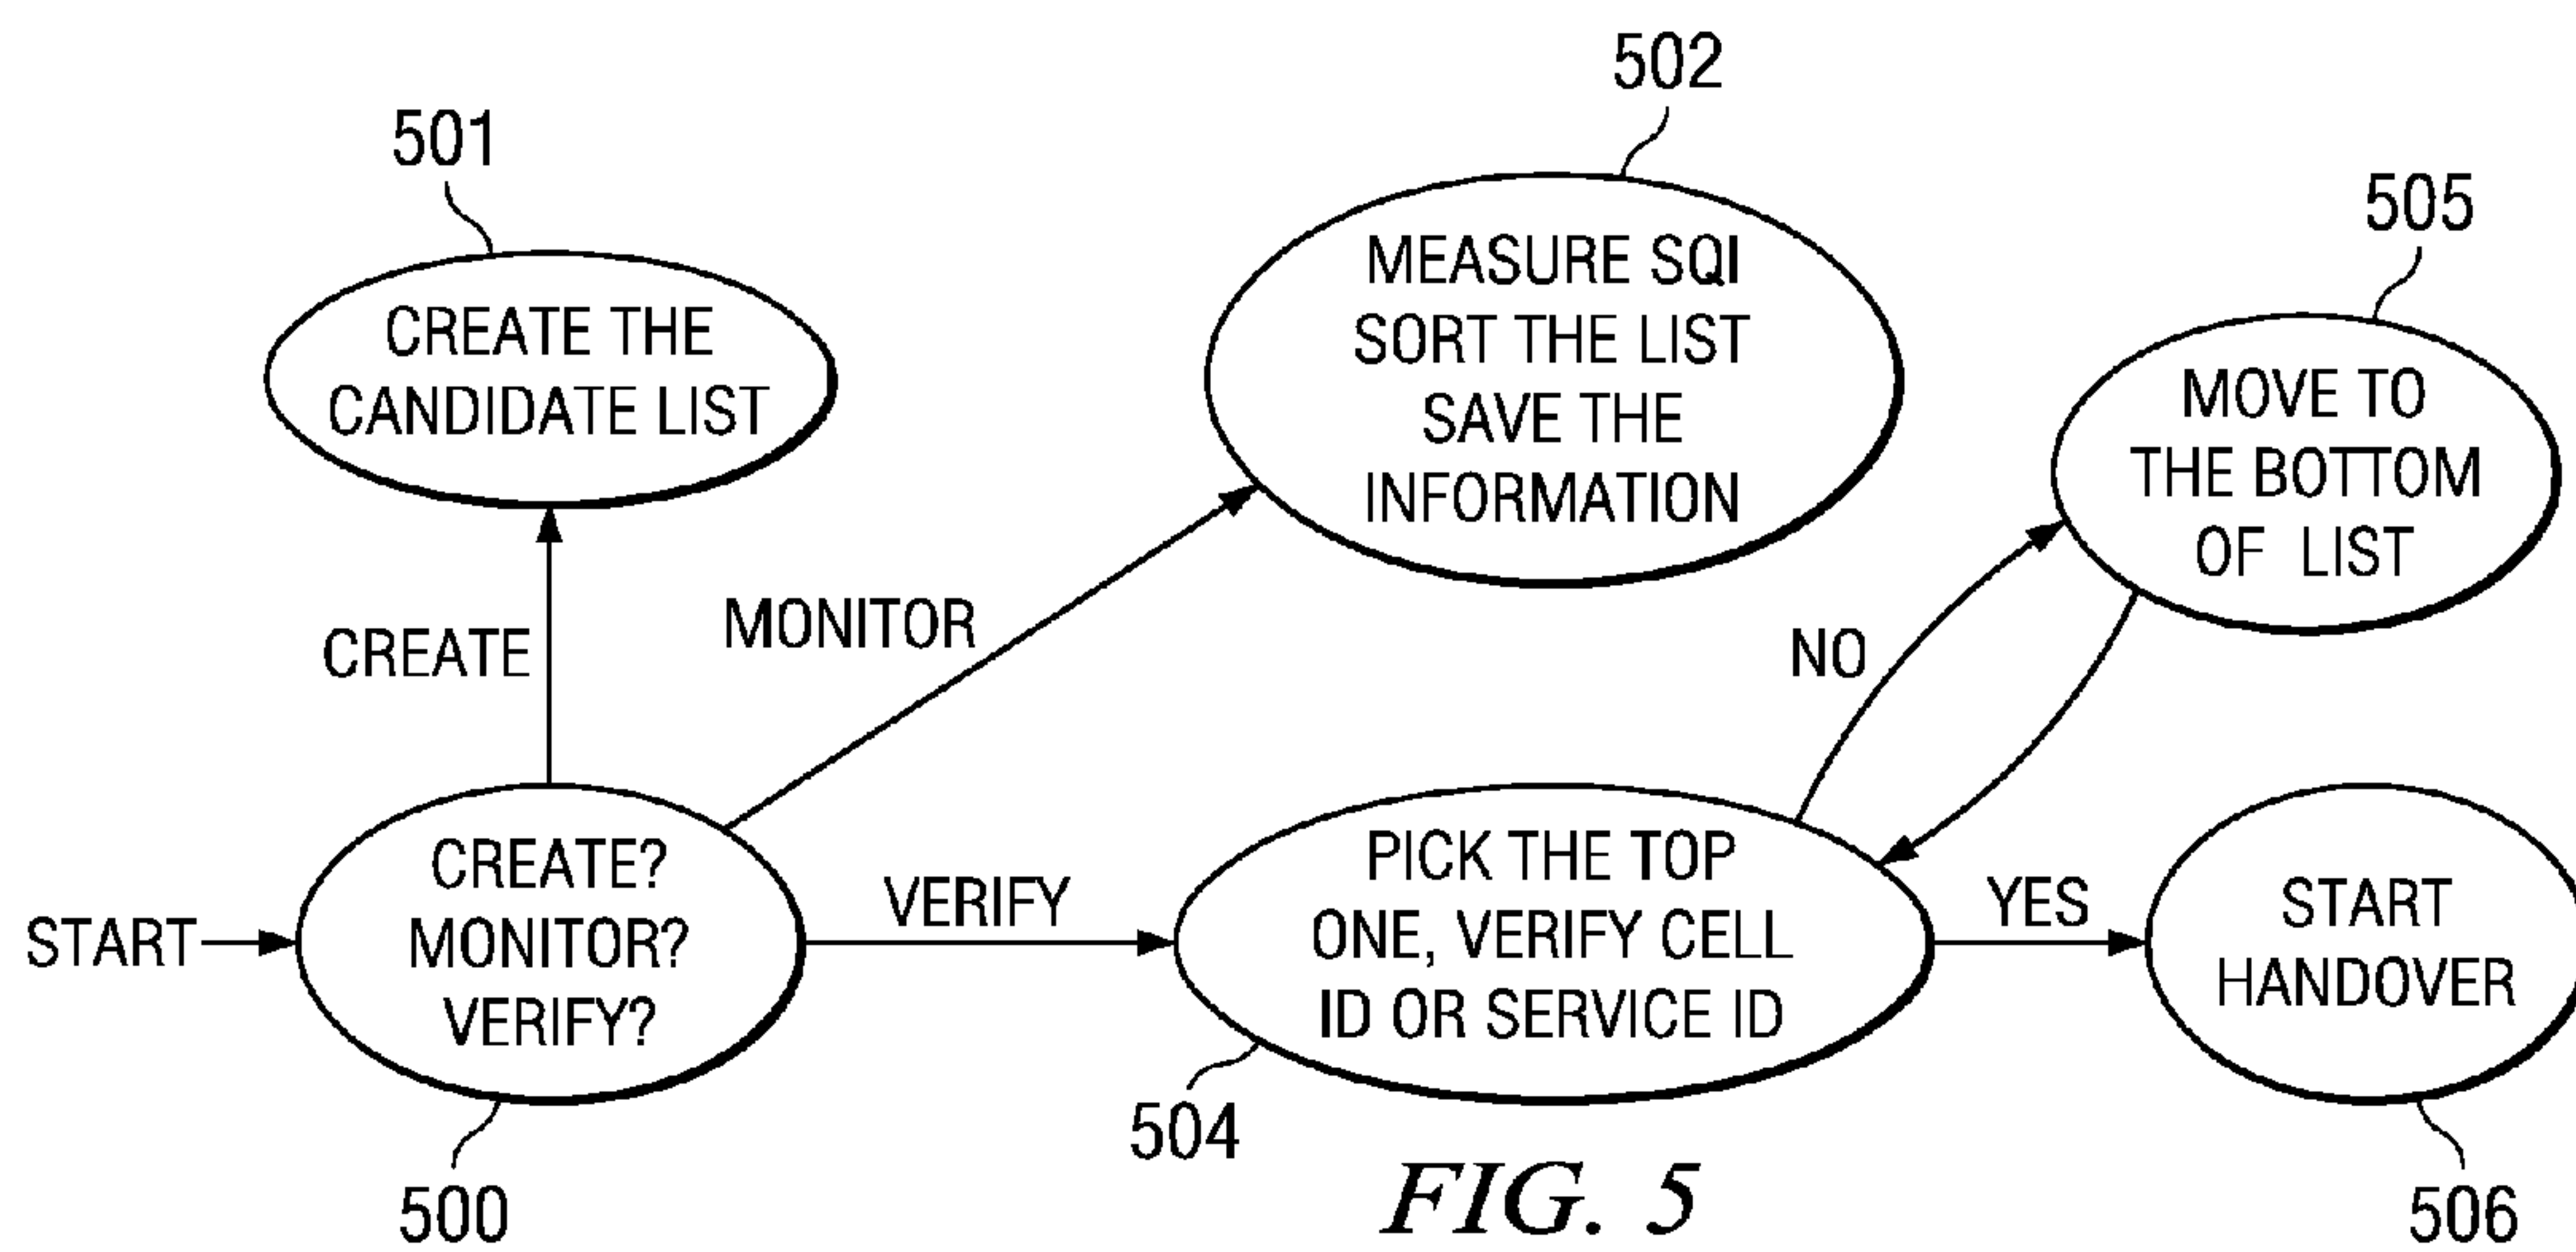 502
501
505
MEASURE SQI
SORT THE LIST
SAVE THE
INFORMATION
CREATE THE
CANDIDATE LIST
MOVE TO
THE BOTTOM
OF LIST
CREATE
MONITOR
NO
START
CREATE?
MONITOR?
VERIFY?
VERIFY
PICK THE TOP
ONE, VERIFY CELL
ID OR SERVICE ID
YES
START
HANDOVER
500
504
506
FIG. 5